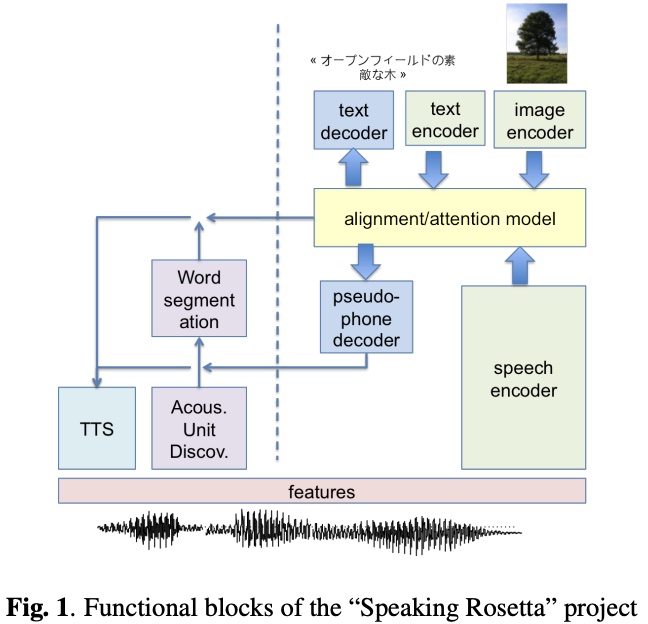 « オープンフィールドの素
敵な木 »
text
decoder
text
encoder
image
encoder
alignment/attention model
Word
segment
ation
pseudo-
phone
decoder
speech
encoder
TTS
Acous.
Unit
Discov.
features
Fig. 1. Functional blocks of the “Speaking Rosetta” project